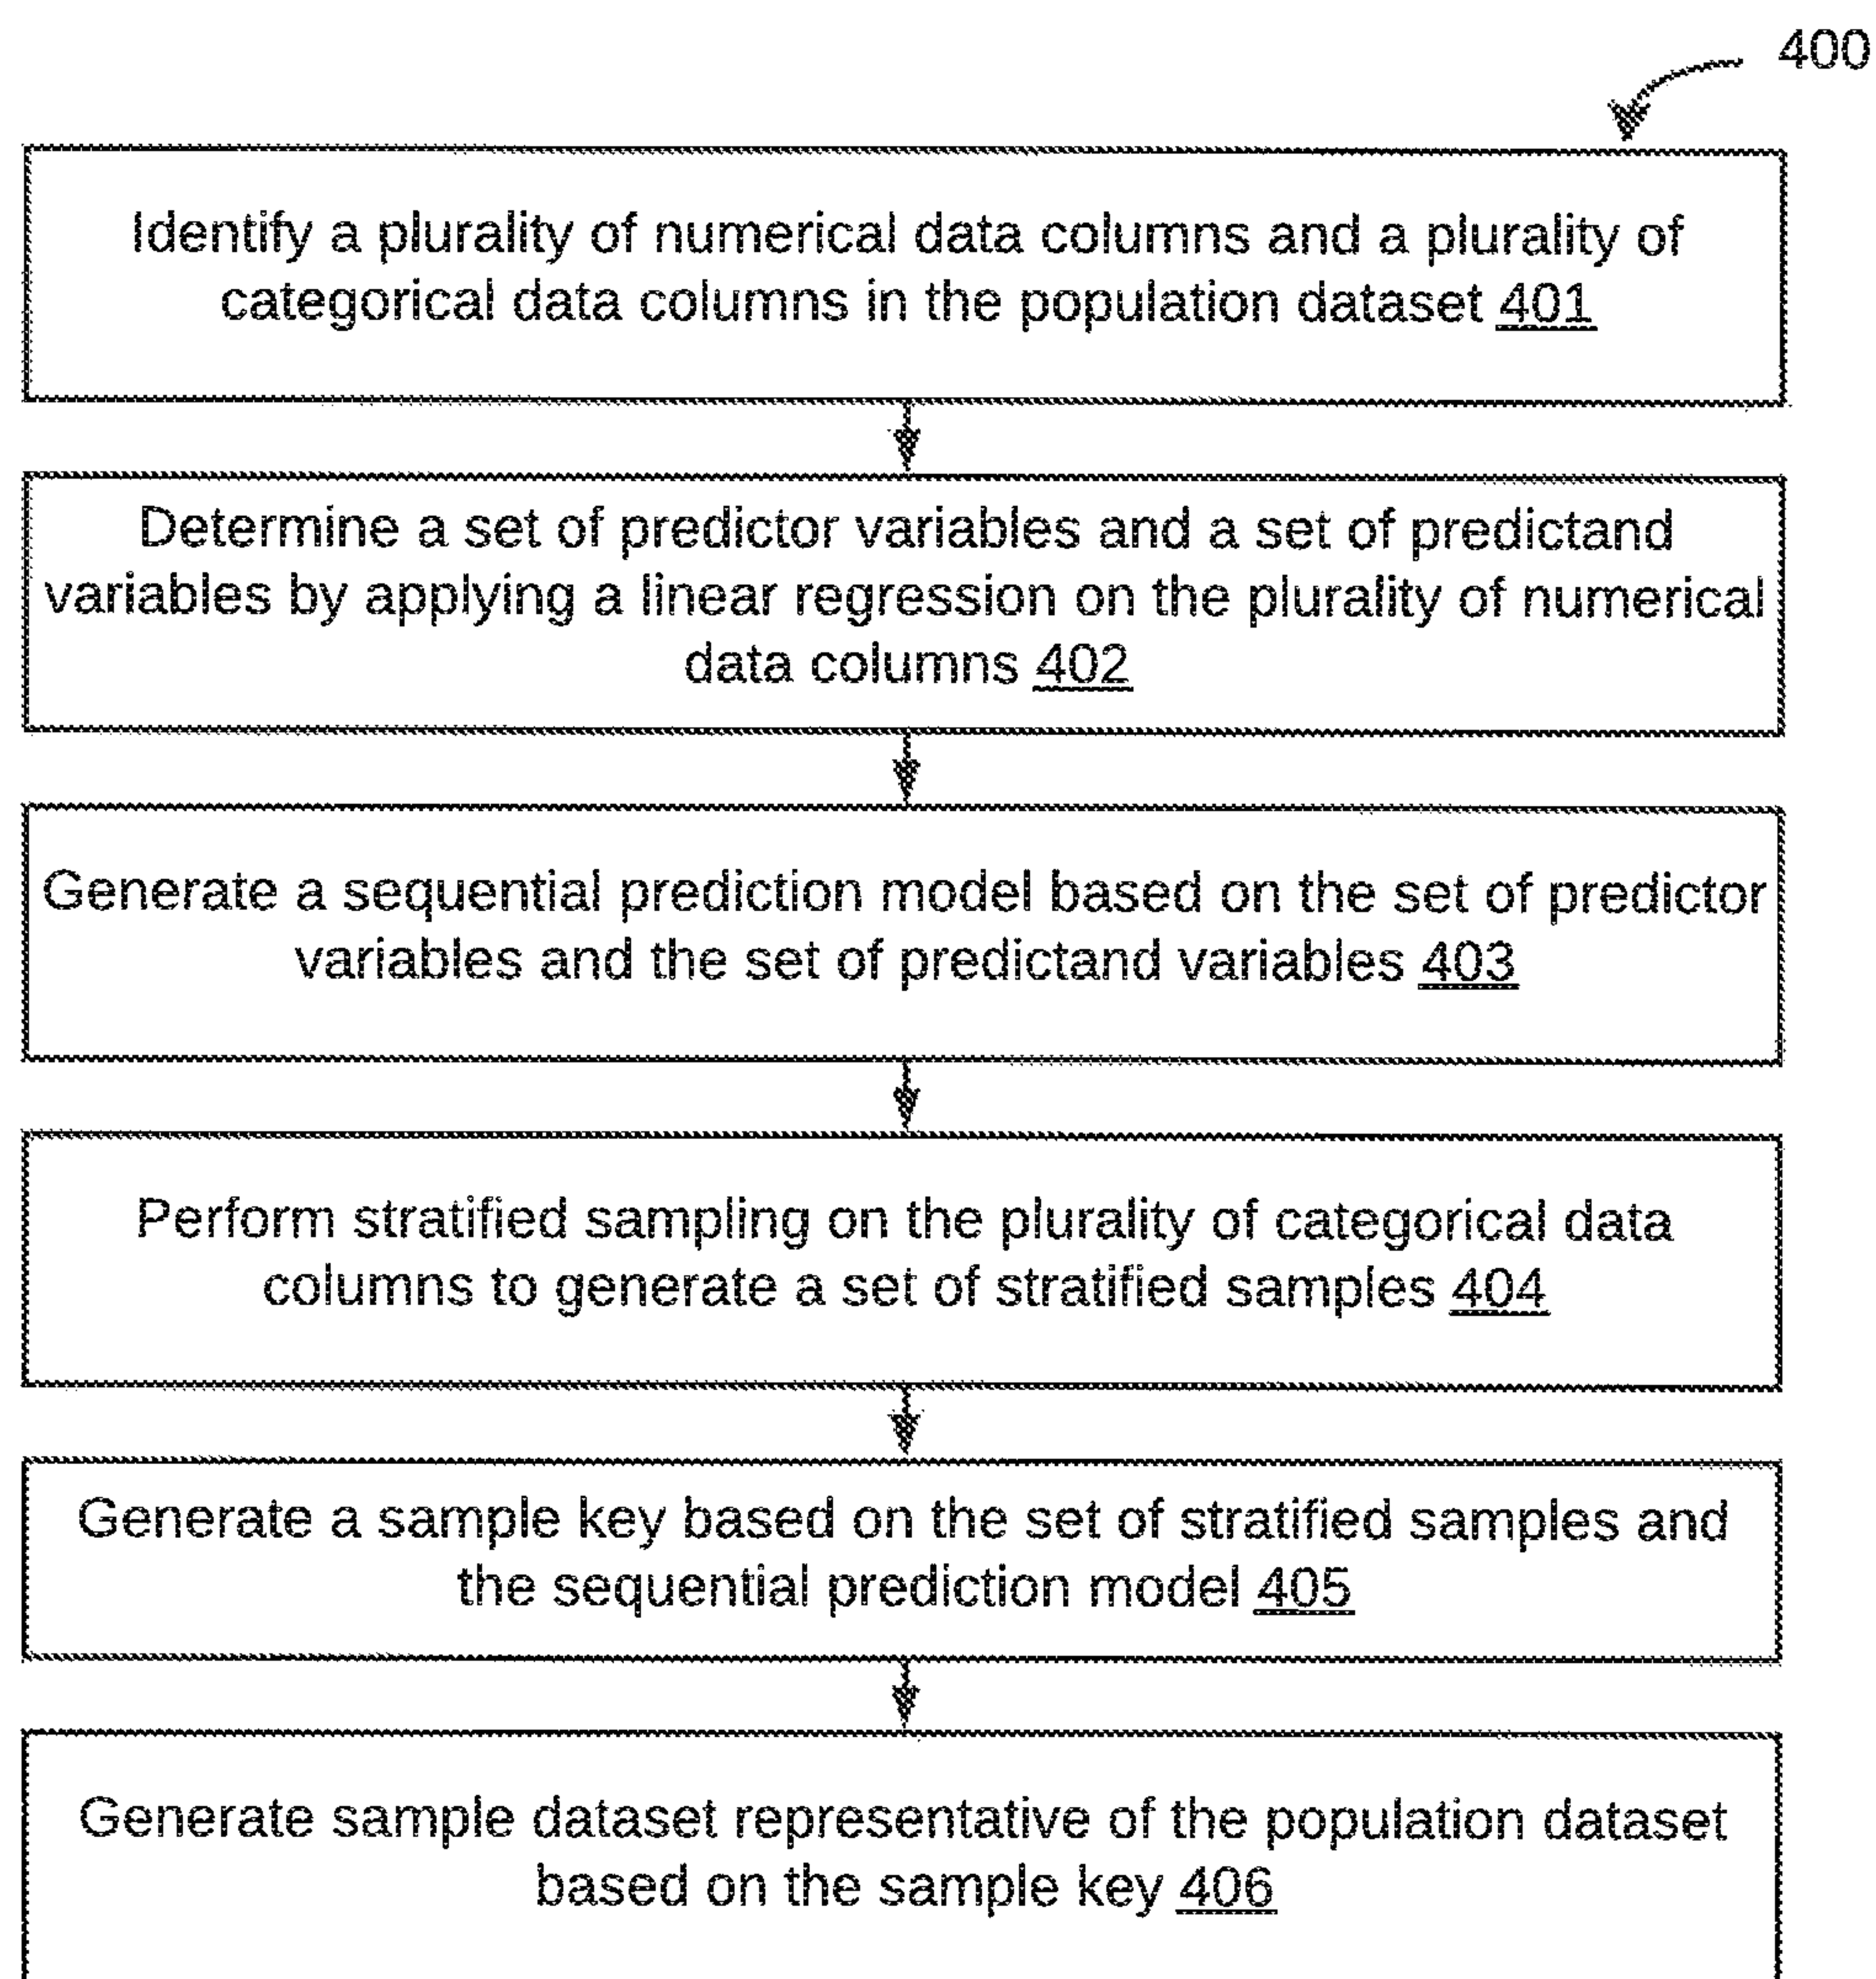 400
Identify a plurality of numerical data columns and a plurality of
categorical data columns in the population dataset 401
Determine a set of predictor variables and a set of predictand
variables by applying a linear regression on the plurality of numerical
data columns 402
Generate a sequential prediction model based on the set of predictor
variables and the set of predictand variables 403
Perform stratified sampling on the plurality of categorical data
columns to generate a set of stratified samples 404
Generate a sample key based on the set of stratified samples and
the sequential prediction model 405
Generate sample dataset representative of the population dataset
based on the sample key 406